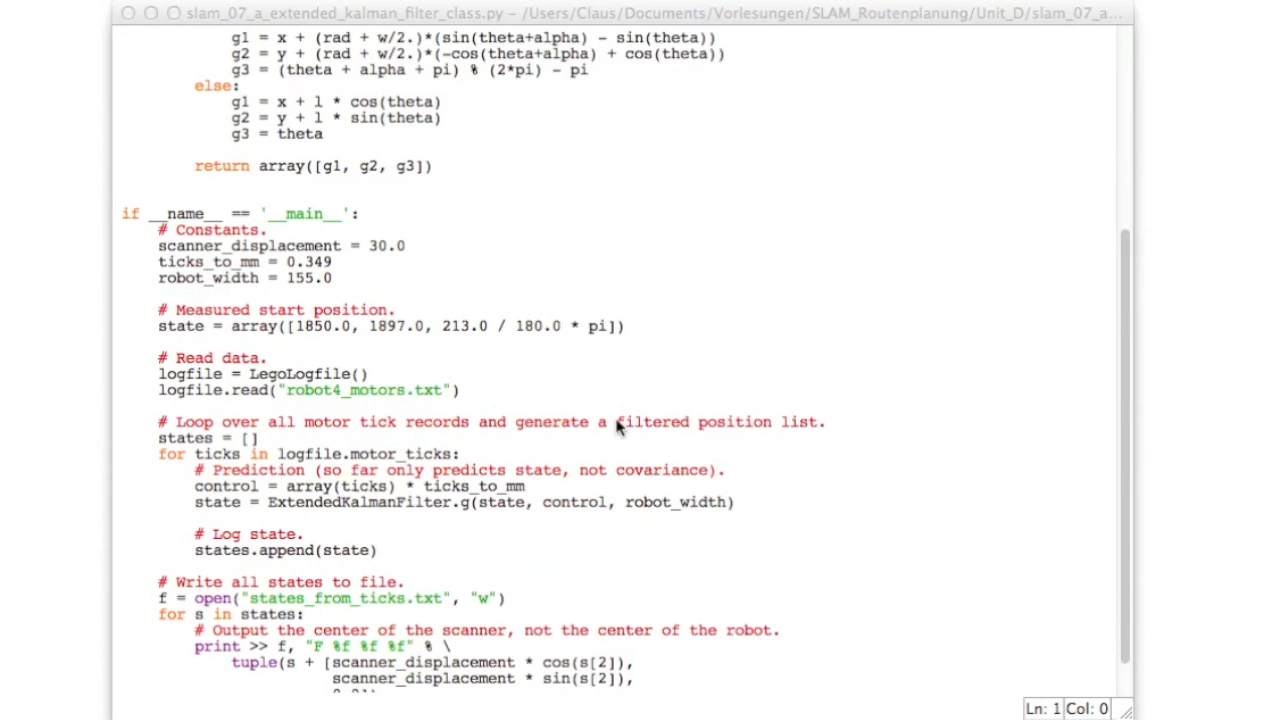 slam_07_a_extended_kalman_filter_class.py – /Users/Claus/Documents/Vorlesungen/SLAM_Routenplanung/Unit_D/slam_07_a...
g1 = x + (rad + w/2.)*(sin(theta+alpha) - sin(theta))
g2 = y + (rad + w/2.)*(-cos(theta+alpha) + cos(theta))
g3 = (theta + alpha + pi) % (2*pi) - pi
else:
g1 = x + l * cos(theta)
g2 = y + l * sin(theta)
g3 = theta
return array([g1, g2, g3])
if __name__ == '__main__':
# Constants.
scanner_displacement = 30.0
ticks_to_mm = 0.349
robot_width = 155.0
# Measured start position.
state = array([1850.0, 1897.0, 213.0 / 180.0 * pi])
# Read data.
logfile = LegoLogfile()
logfile.read("robot4_motors.txt")
# Loop over all motor tick records and generate a filtered position list.
states = []
for ticks in logfile.motor_ticks:
# Prediction (so far only predicts state, not covariance).
control = array(ticks) * ticks_to_mm
state = ExtendedKalmanFilter.g(state, control, robot_width)
# Log state.
states.append(state)
# Write all states to file.
f = open("states_from_ticks.txt", "w")
for s in states:
# Output the center of the scanner, not the center of the robot.
print >> f, "F %f %f %f" % \
tuple(s + [scanner_displacement * cos(s[2]),
scanner_displacement * sin(s[2]),
Ln: 1 Col: 0